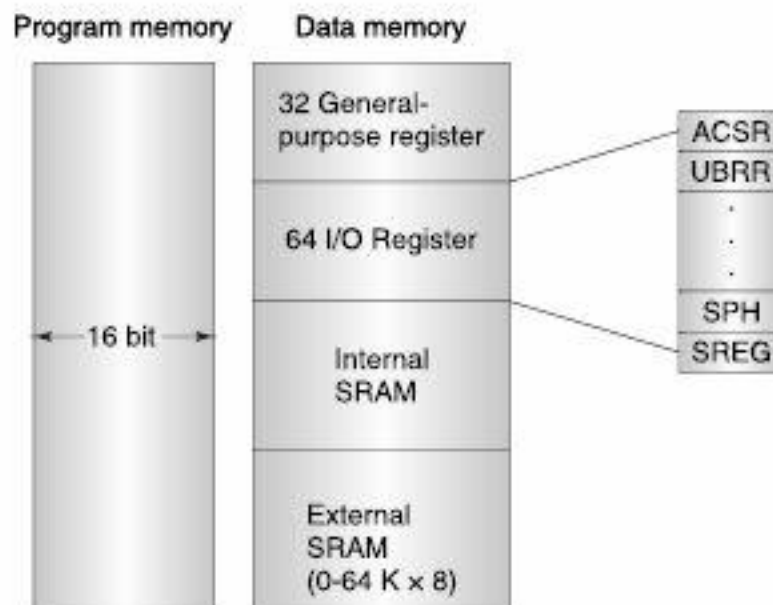 Program memory
Data memory
32 General-
purpose register
64 I/O Register
16 bit
Internal
SRAM
External
SRAM
(0-64 K × 8)
ACSR
UBRR
.
.
.
SPH
SREG